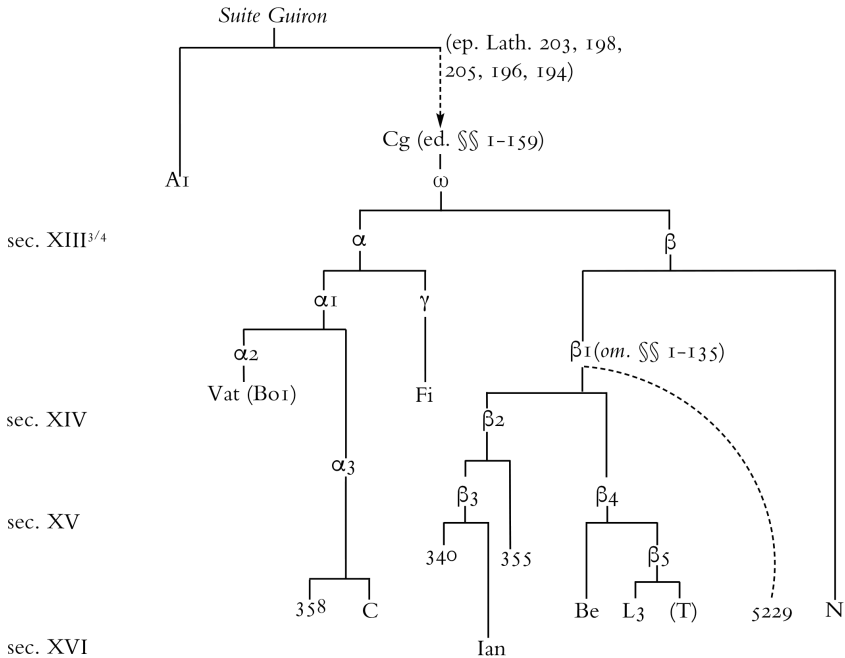 Suite Guiron
(ep. Lath. 203, 198,
205, 196, 194)
Cg (ed. §§ 1-159)
A1
ω
sec. XIII³/⁴
α
β
α1
γ
α2
β1(om. §§ 1-135)
Vat (Bo1)
Fi
sec. XIV
β2
α3
β3
β4
sec. XV
340
355
β5
358
C
Be
L3
(T)
5229
N
sec. XVI
Ian